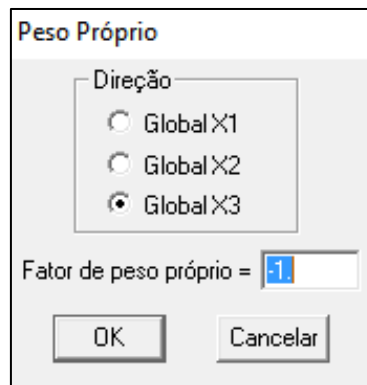 Peso Próprio
Direção
Global X1
Global X2
Global X3
Fator de peso próprio = -1.
OK Cancelar